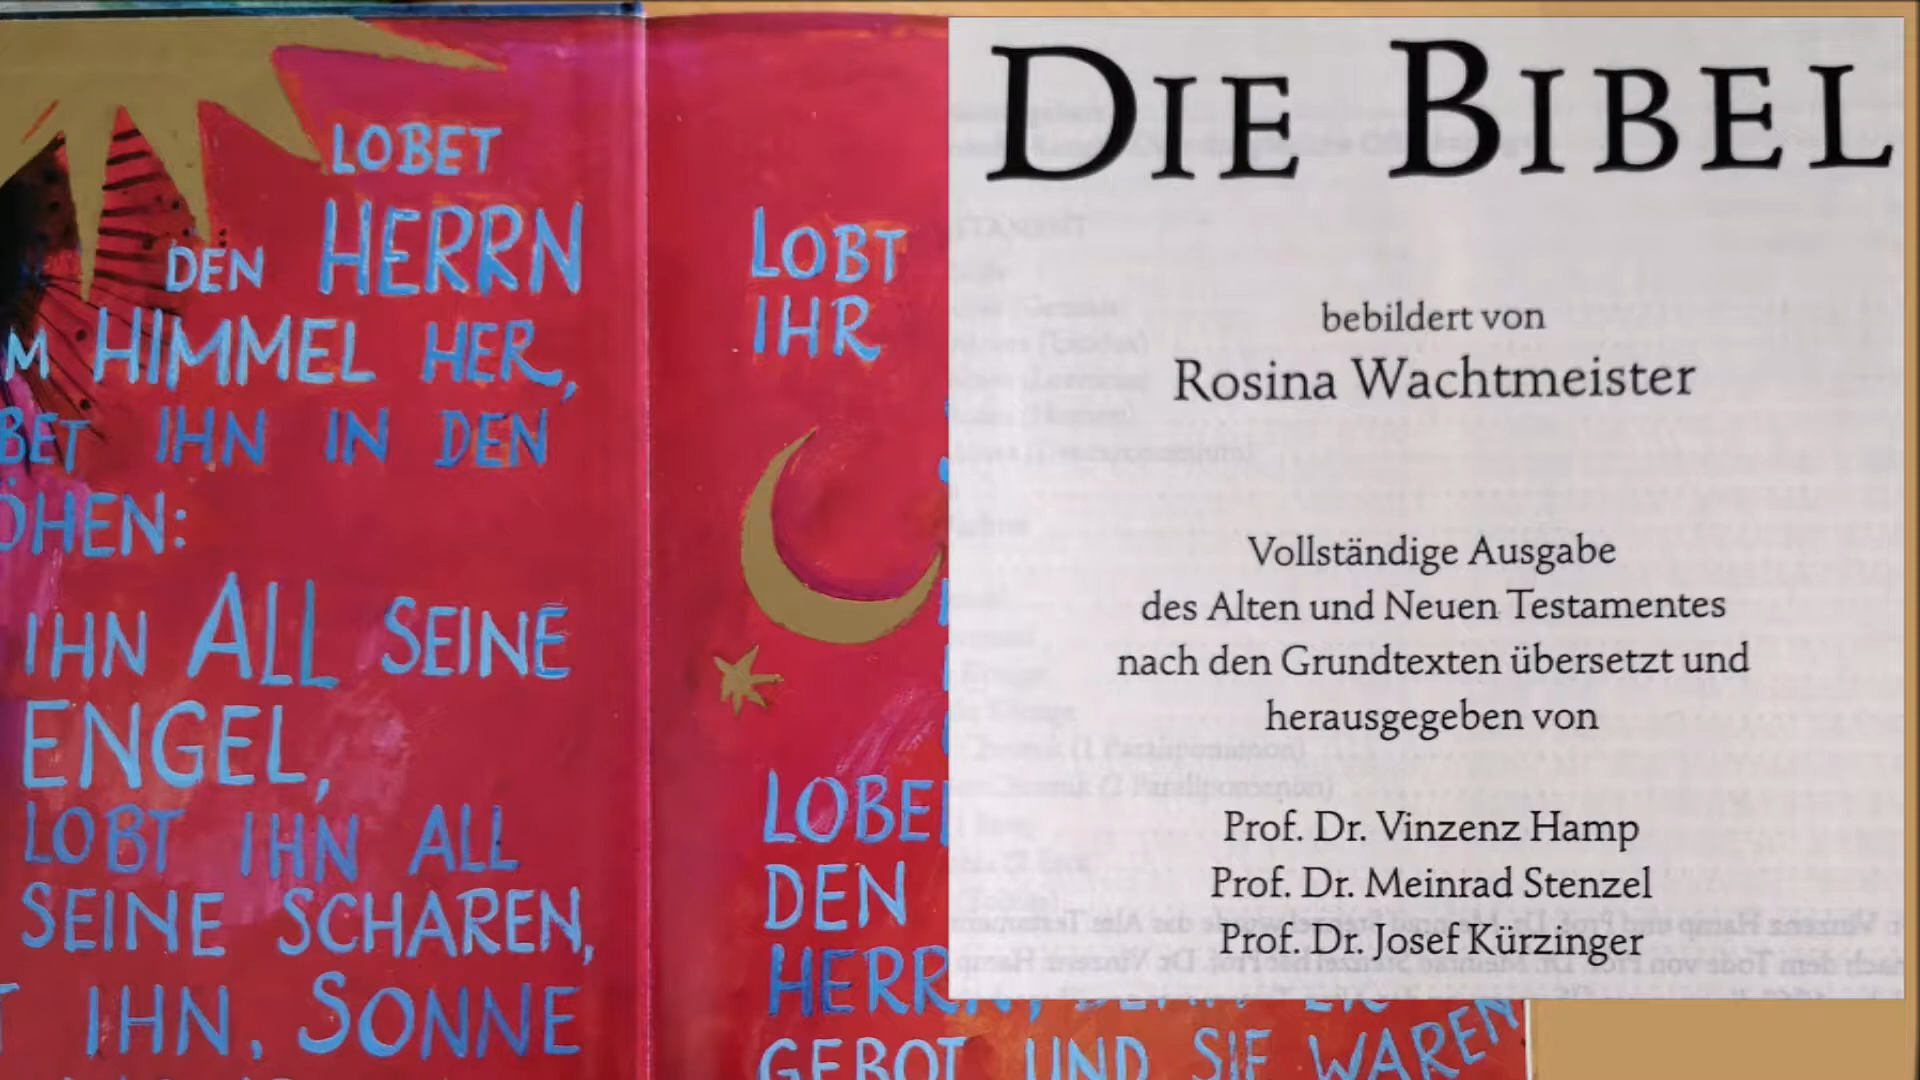 LOBET
DEN HERRN
M HIMMEL HER,
BET IHN IN DEN
ÖHEN:
IHN ALL SEINE
ENGEL,
LOBT IHN ALL
SEINE SCHAREN,
T IHN, SONNE
LOBT
IHR
LOBE
DEN
HERRN,
GEBOT UND SIE WAREN
DIE BIBEL
bebildert von
Rosina Wachtmeister
Vollständige Ausgabe
des Alten und Neuen Testamentes
nach den Grundtexten übersetzt und
herausgegeben von
Prof. Dr. Vinzenz Hamp
Prof. Dr. Meinrad Stenzel
Prof. Dr. Josef Kürzinger